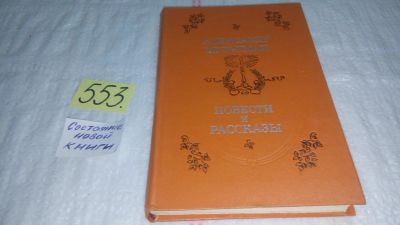 553.
Состояние
новой
книги
ПОВЕСТИ
И
РАССКАЗЫ